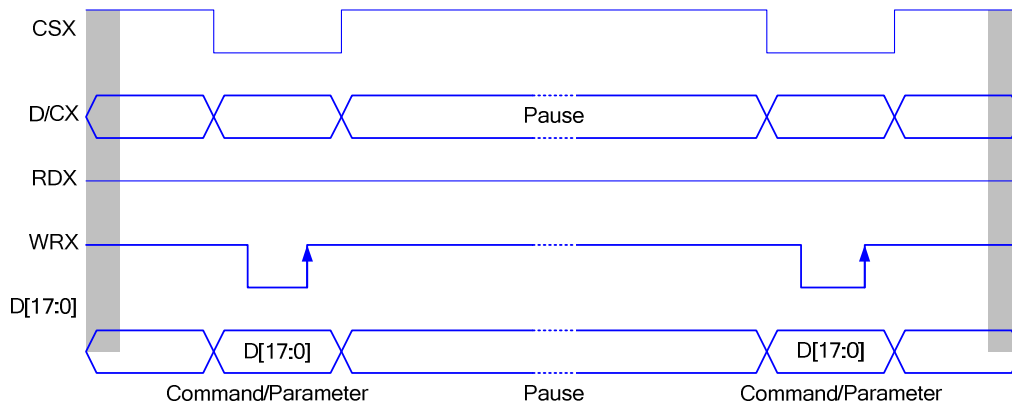 CSX
D/CX
Pause
RDX
WRX
D[17:0]
D[17:0] D[17:0]
Command/Parameter Pause Command/Parameter